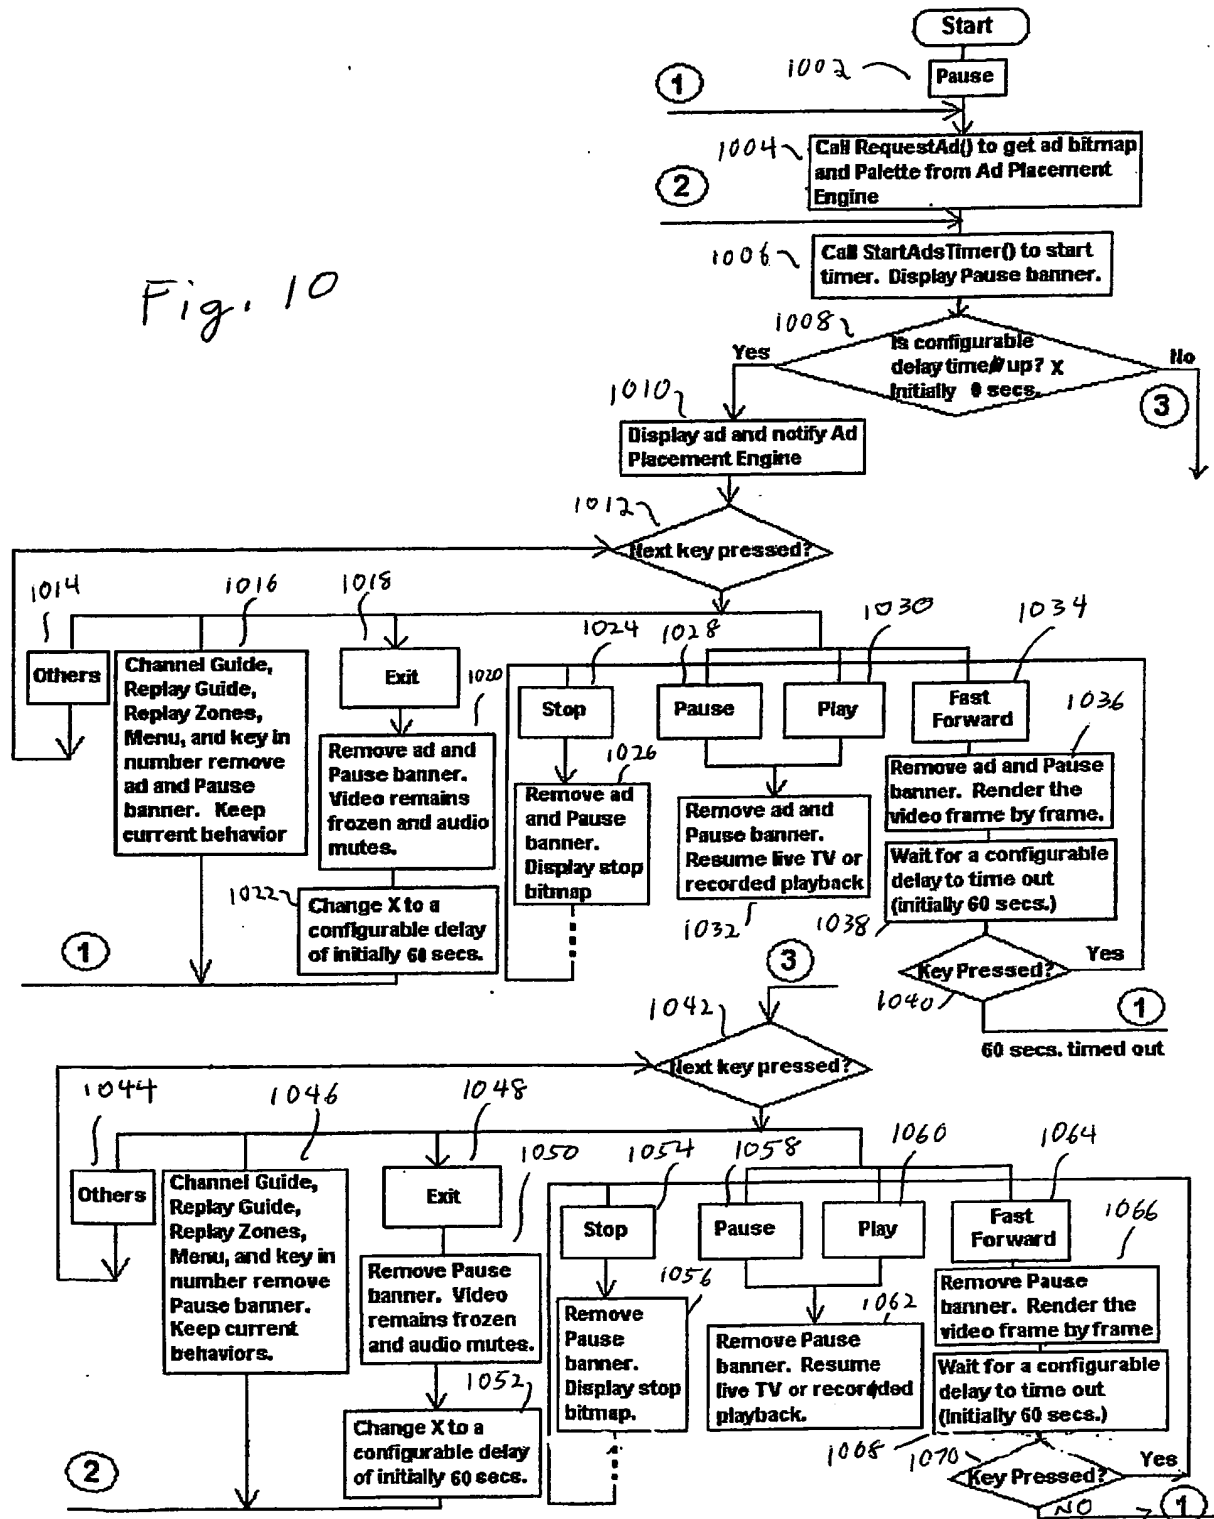 Start
1002
Pause
1
1004
Call RequestAd() to get ad bitmap
and Palette from Ad Placement
Engine
2
1006
Call StartAdsTimer() to start
timer. Display Pause banner.
Fig. 10
1008
Is configurable
delay time up? X
Initially 0 secs.
Yes
No
3
1010
Display ad and notify Ad
Placement Engine
1012
Next key pressed?
1014
Others
1016
Channel Guide,
Replay Guide,
Replay Zones,
Menu, and key in
number remove
ad and Pause
banner. Keep
current behavior
1018
Exit
1020
Remove ad and
Pause banner.
Video remains
frozen and audio
mutes.
1022
Change X to a
configurable delay
of initially 60 secs.
1
1024
Stop
1026
Remove ad
and Pause
banner.
Display stop
bitmap
1028
Pause
1030
Play
Remove ad and
Pause banner.
Resume live TV or
recorded playback
1032
1034
Fast
Forward
1036
Remove ad and Pause
banner. Render the
video frame by frame.
Wait for a configurable
delay to time out
(initially 60 secs.)
1038
Key Pressed?
Yes
1040
1
60 secs. timed out
3
1042
Next key pressed?
1044
Others
1046
Channel Guide,
Replay Guide,
Replay Zones,
Menu, and key in
number remove
Pause banner.
Keep current
behaviors.
1048
Exit
1050
Remove Pause
banner. Video
remains frozen
and audio mutes.
1052
Change X to a
configurable delay
of initially 60 secs.
2
1054
Stop
1056
Remove
Pause
banner.
Display stop
bitmap.
1058
Pause
1060
Play
1062
Remove Pause
banner. Resume
live TV or recorded
playback.
1064
Fast
Forward
1066
Remove Pause
banner. Render the
video frame by frame
Wait for a configurable
delay to time out
(Initially 60 secs.)
1068
1070
Key Pressed?
Yes
NO
1